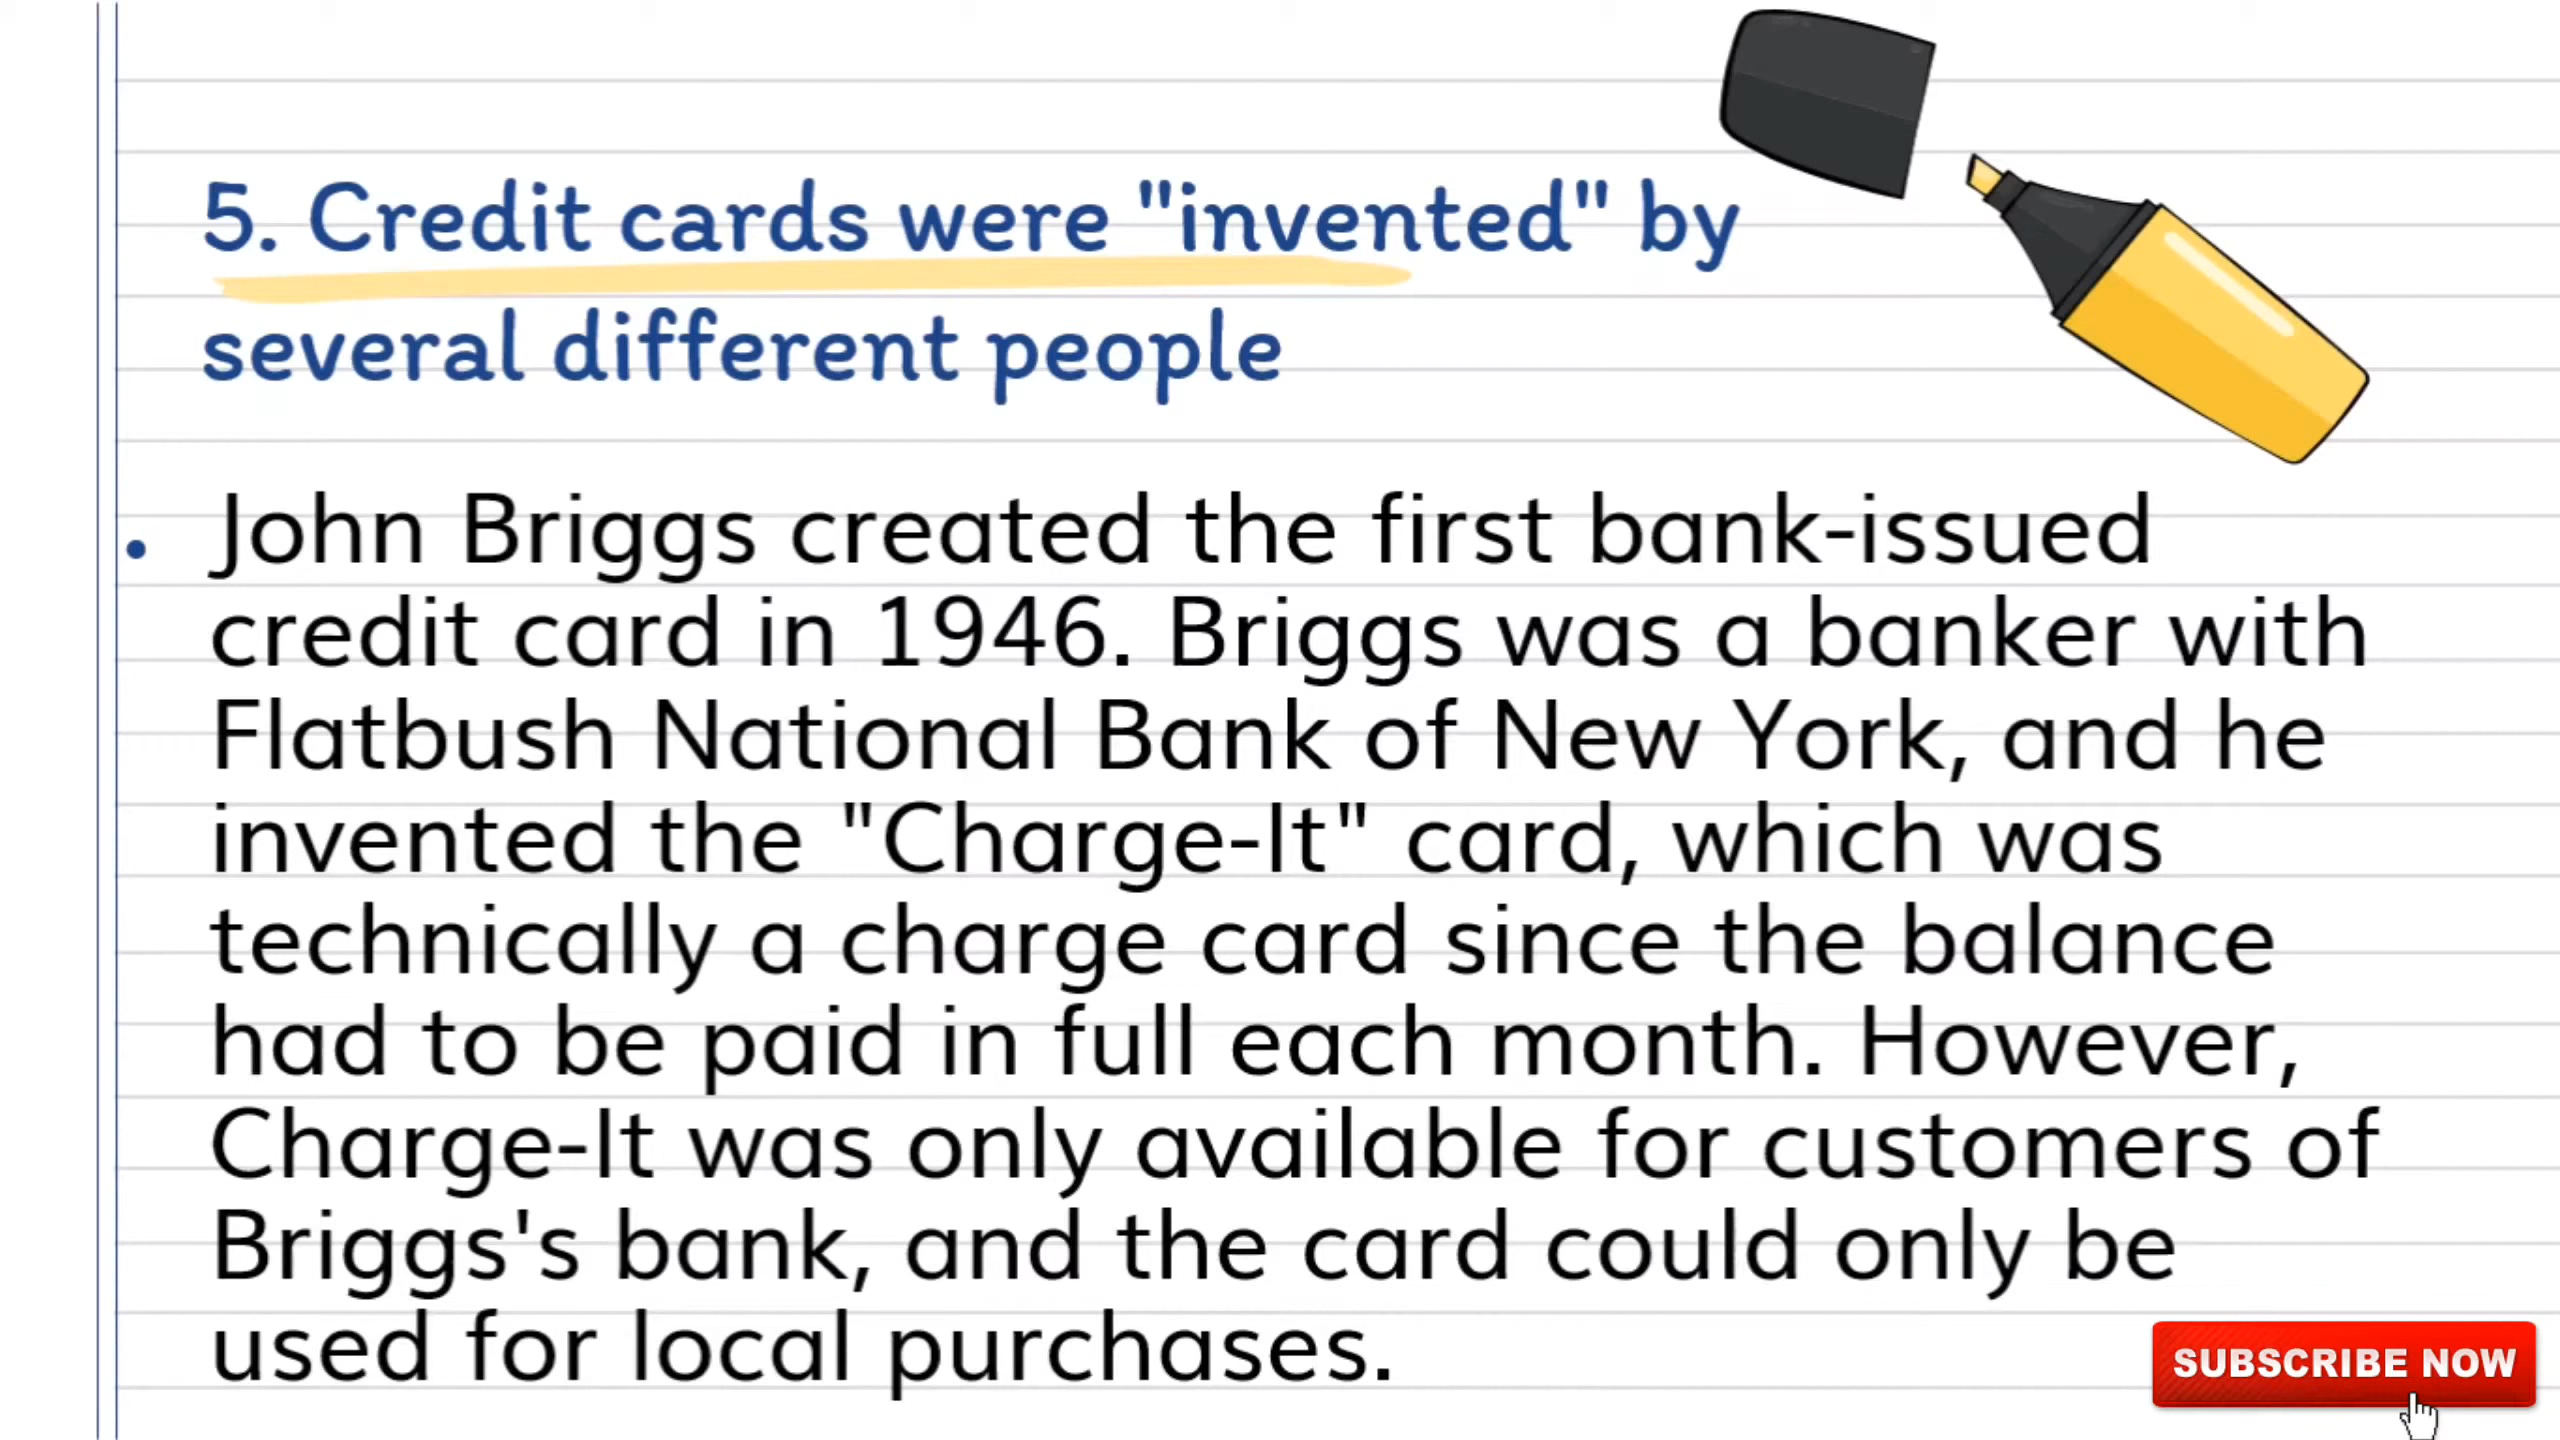 5. Credit cards were "invented" by
several different people
• John Briggs created the first bank-issued
credit card in 1946. Briggs was a banker with
Flatbush National Bank of New York, and he
invented the "Charge-It" card, which was
technically a charge card since the balance
had to be paid in full each month. However,
Charge-It was only available for customers of
Briggs's bank, and the card could only be
used for local purchases.
SUBSCRIBE NOW